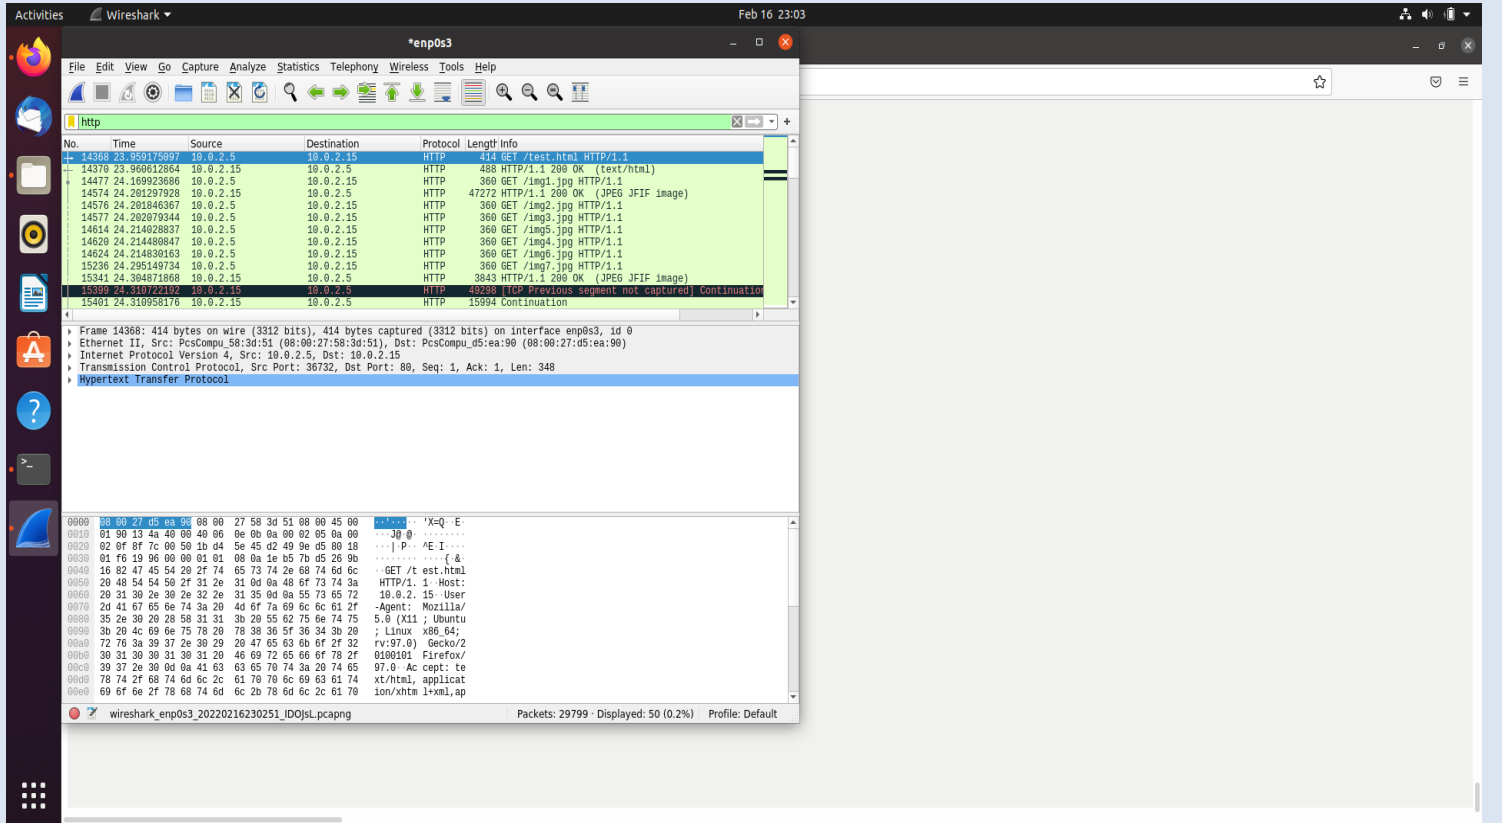 Activities Wireshark Feb 16 23:03
*enp0s3
File Edit View Go Capture Analyze Statistics Telephony Wireless Tools Help
http
No. Time Source Destination Protocol Length Info
14368 23.959175097 10.0.2.5 10.0.2.15 HTTP 414 GET /test.html HTTP/1.1
14370 23.960612864 10.0.2.15 10.0.2.5 HTTP 488 HTTP/1.1 200 OK (text/html)
14477 24.169923686 10.0.2.5 10.0.2.15 HTTP 360 GET /img1.jpg HTTP/1.1
14574 24.201297928 10.0.2.15 10.0.2.5 HTTP 47272 HTTP/1.1 200 OK (JPEG JFIF image)
14576 24.201846367 10.0.2.5 10.0.2.15 HTTP 360 GET /img2.jpg HTTP/1.1
14577 24.202079344 10.0.2.5 10.0.2.15 HTTP 360 GET /img3.jpg HTTP/1.1
14614 24.214028837 10.0.2.5 10.0.2.15 HTTP 360 GET /img5.jpg HTTP/1.1
14620 24.214480847 10.0.2.5 10.0.2.15 HTTP 360 GET /img4.jpg HTTP/1.1
14624 24.214830163 10.0.2.5 10.0.2.15 HTTP 360 GET /img6.jpg HTTP/1.1
15236 24.295149734 10.0.2.5 10.0.2.15 HTTP 360 GET /img7.jpg HTTP/1.1
15341 24.304871868 10.0.2.15 10.0.2.5 HTTP 3843 HTTP/1.1 200 OK (JPEG JFIF image)
15399 24.310722192 10.0.2.15 10.0.2.5 HTTP 49298 [TCP Previous segment not captured] Continuation
15401 24.310958176 10.0.2.15 10.0.2.5 HTTP 15994 Continuation
Frame 14368: 414 bytes on wire (3312 bits), 414 bytes captured (3312 bits) on interface enp0s3, id 0
Ethernet II, Src: PcsCompu_58:3d:51 (08:00:27:58:3d:51), Dst: PcsCompu_d5:ea:90 (08:00:27:d5:ea:90)
Internet Protocol Version 4, Src: 10.0.2.5, Dst: 10.0.2.15
Transmission Control Protocol, Src Port: 36732, Dst Port: 80, Seq: 1, Ack: 1, Len: 348
Hypertext Transfer Protocol
0000 08 00 27 d5 ea 90 08 00 27 58 3d 51 08 00 45 00 ··'····· 'X=Q··E·
0010 01 90 13 4a 40 00 40 06 0e 0b 0a 00 02 05 0a 00 ···J@·@· ········
0020 02 0f 8f 7c 00 50 1b d4 5e 45 d2 49 9e d5 80 18 ···|·P·· ^E·I····
0030 01 f6 19 96 00 00 01 01 08 0a 1e b5 7b d5 26 9b ········ ····{·&·
0040 16 82 47 45 54 20 2f 74 65 73 74 2e 68 74 6d 6c ··GET /t est.html
0050 20 48 54 54 50 2f 31 2e 31 0d 0a 48 6f 73 74 3a HTTP/1. 1··Host:
0060 20 31 30 2e 30 2e 32 2e 31 35 0d 0a 55 73 65 72 10.0.2. 15··User
0070 2d 41 67 65 6e 74 3a 20 4d 6f 7a 69 6c 6c 61 2f -Agent: Mozilla/
0080 35 2e 30 20 28 58 31 31 3b 20 55 62 75 6e 74 75 5.0 (X11 ; Ubuntu
0090 3b 20 4c 69 6e 75 78 20 78 38 36 5f 36 34 3b 20 ; Linux x86_64;
00a0 72 76 3a 39 37 2e 30 29 20 47 65 63 6b 6f 2f 32 rv:97.0) Gecko/2
00b0 30 31 30 30 31 30 31 20 46 69 72 65 66 6f 78 2f 0100101 Firefox/
00c0 39 37 2e 30 0d 0a 41 63 63 65 70 74 3a 20 74 65 97.0··Ac cept: te
00d0 78 74 2f 68 74 6d 6c 2c 61 70 70 6c 69 63 61 74 xt/html, applicat
00e0 69 6f 6e 2f 78 68 74 6d 6c 2b 78 6d 6c 2c 61 70 ion/xhtm l+xml,ap
wireshark_enp0s3_20220216230251_IDOJsL.pcapng Packets: 29799 · Displayed: 50 (0.2%) Profile: Default